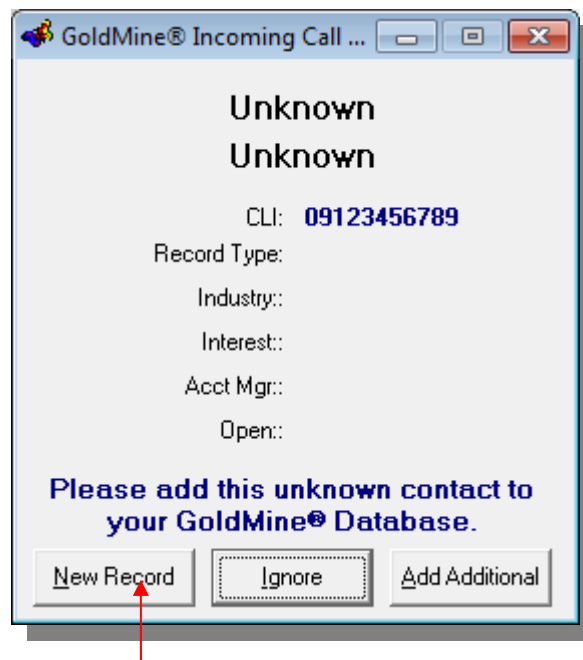 GoldMine® Incoming Call ...
Unknown
Unknown
CLI: 09123456789
Record Type:
Industry::
Interest::
Acct Mgr::
Open::
Please add this unknown contact to
your GoldMine® Database.
New Record Ignore Add Additional